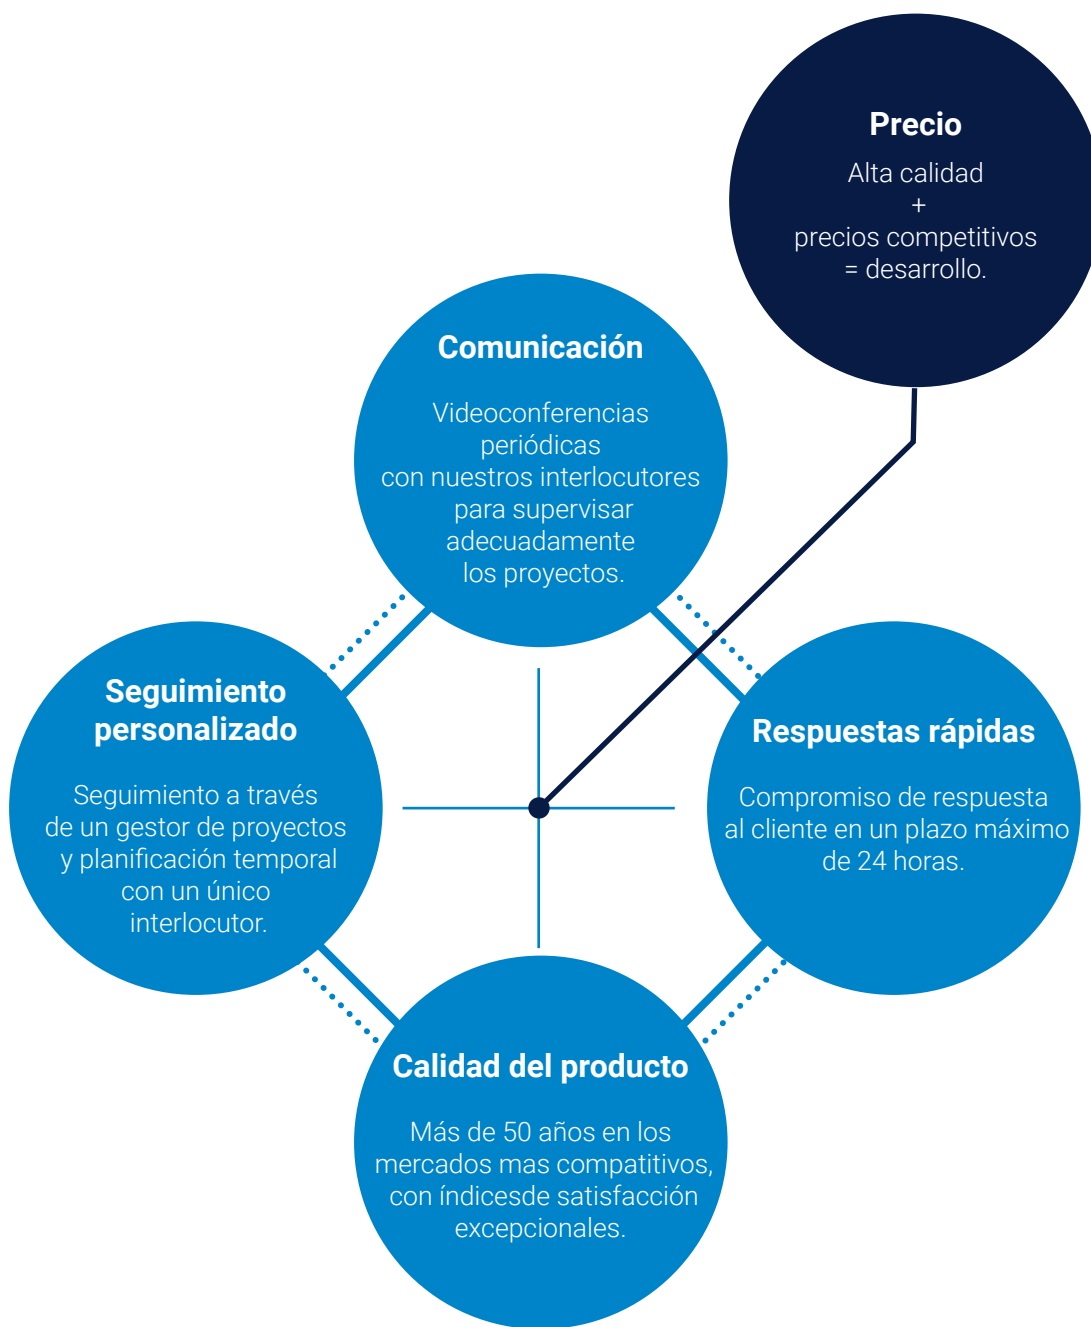 Precio
Alta calidad
+
precios competitivos
= desarrollo.
Comunicación
Videoconferencias
periódicas
con nuestros interlocutores
para supervisar
adecuadamente
los proyectos.
Seguimiento
personalizado
Seguimiento a través
de un gestor de proyectos
y planificación temporal
con un único
interlocutor.
Respuestas rápidas
Compromiso de respuesta
al cliente en un plazo máximo
de 24 horas.
Calidad del producto
Más de 50 años en los
mercados mas compatitivos,
con índicesde satisfacción
excepcionales.